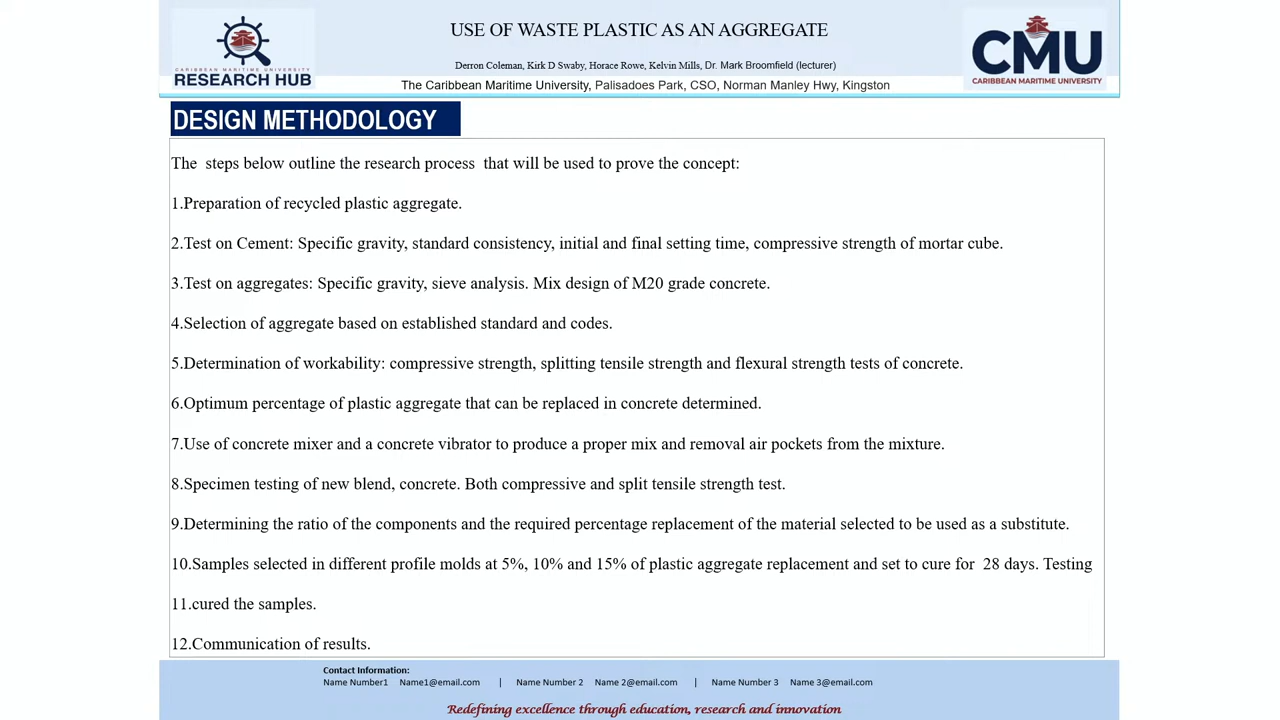 USE OF WASTE PLASTIC AS AN AGGREGATE
Derron Coleman, Kirk D Swaby, Horace Rowe, Kelvin Mills, Dr. Mark Broomfield (lecturer)
The Caribbean Maritime University, Palisadoes Park, CSO, Norman Manley Hwy, Kingston
CARIBBEAN MARITIME UNIVERSITY
RESEARCH HUB
CMU
CARIBBEAN MARITIME UNIVERSITY
DESIGN METHODOLOGY
The steps below outline the research process that will be used to prove the concept:
1.Preparation of recycled plastic aggregate.
2.Test on Cement: Specific gravity, standard consistency, initial and final setting time, compressive strength of mortar cube.
3.Test on aggregates: Specific gravity, sieve analysis. Mix design of M20 grade concrete.
4.Selection of aggregate based on established standard and codes.
5.Determination of workability: compressive strength, splitting tensile strength and flexural strength tests of concrete.
6.Optimum percentage of plastic aggregate that can be replaced in concrete determined.
7.Use of concrete mixer and a concrete vibrator to produce a proper mix and removal air pockets from the mixture.
8.Specimen testing of new blend, concrete. Both compressive and split tensile strength test.
9.Determining the ratio of the components and the required percentage replacement of the material selected to be used as a substitute.
10.Samples selected in different profile molds at 5%, 10% and 15% of plastic aggregate replacement and set to cure for 28 days. Testing
11.cured the samples.
12.Communication of results.
Contact Information:
Name Number1 Name1@email.com | Name Number 2 Name 2@email.com | Name Number 3 Name 3@email.com
Redefining excellence through education, research and innovation